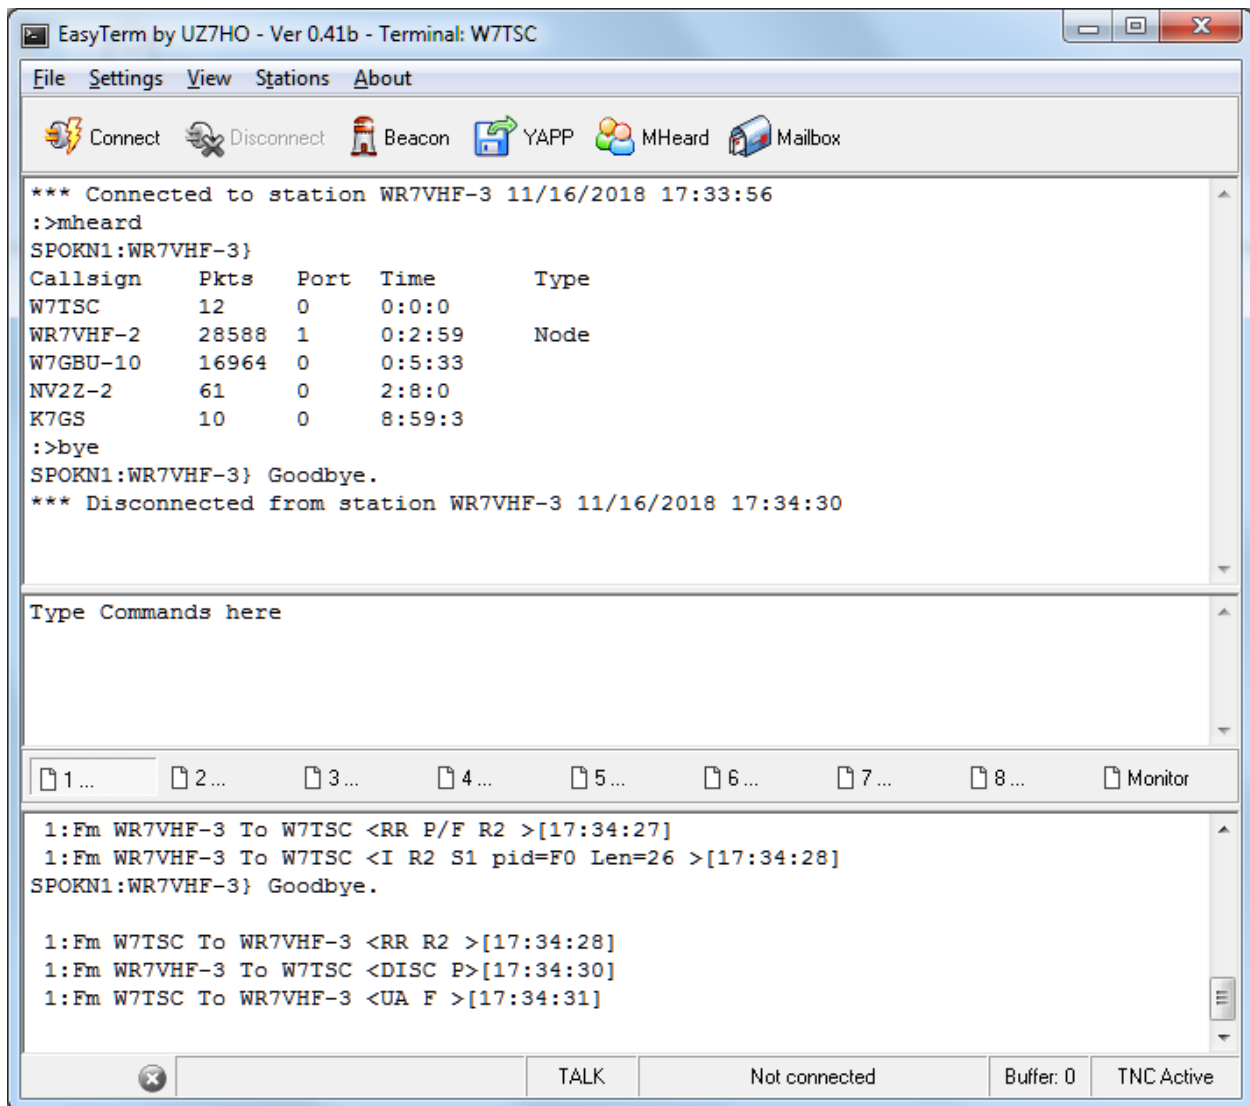 EasyTerm by UZ7HO - Ver 0.41b - Terminal: W7TSC
File Settings View Stations About
Connect Disconnect Beacon YAPP MHeard Mailbox
*** Connected to station WR7VHF-3 11/16/2018 17:33:56
:>mheard
SPOKN1:WR7VHF-3}
Callsign Pkts Port Time Type
W7TSC 12 0 0:0:0
WR7VHF-2 28588 1 0:2:59 Node
W7GBU-10 16964 0 0:5:33
NV2Z-2 61 0 2:8:0
K7GS 10 0 8:59:3
:>bye
SPOKN1:WR7VHF-3} Goodbye.
*** Disconnected from station WR7VHF-3 11/16/2018 17:34:30
Type Commands here
1 ... 2 ... 3 ... 4 ... 5 ... 6 ... 7 ... 8 ... Monitor
1:Fm WR7VHF-3 To W7TSC <RR P/F R2 >[17:34:27]
1:Fm WR7VHF-3 To W7TSC <I R2 S1 pid=F0 Len=26 >[17:34:28]
SPOKN1:WR7VHF-3} Goodbye.
1:Fm W7TSC To WR7VHF-3 <RR R2 >[17:34:28]
1:Fm WR7VHF-3 To W7TSC <DISC P>[17:34:30]
1:Fm W7TSC To WR7VHF-3 <UA F >[17:34:31]
TALK Not connected Buffer: 0 TNC Active